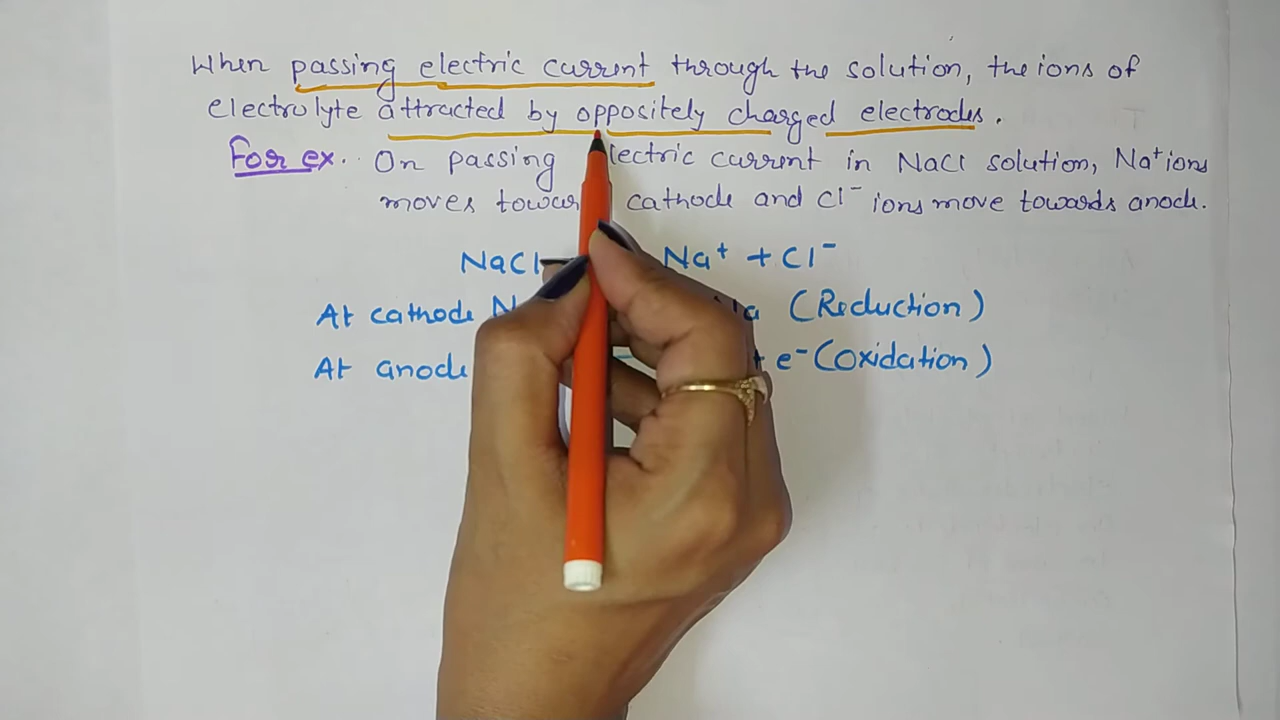 When passing electric current through the solution, the ions of
electrolyte attracted by oppositely charged electrodes.
For ex. On passing lectric current in NaCl solution, Na⁺ ions
moves towar cathode and Cl⁻ ions move towards anode.
NaCl Na⁺ + Cl⁻
At cathode N a (Reduction)
At anode + e⁻ (Oxidation)